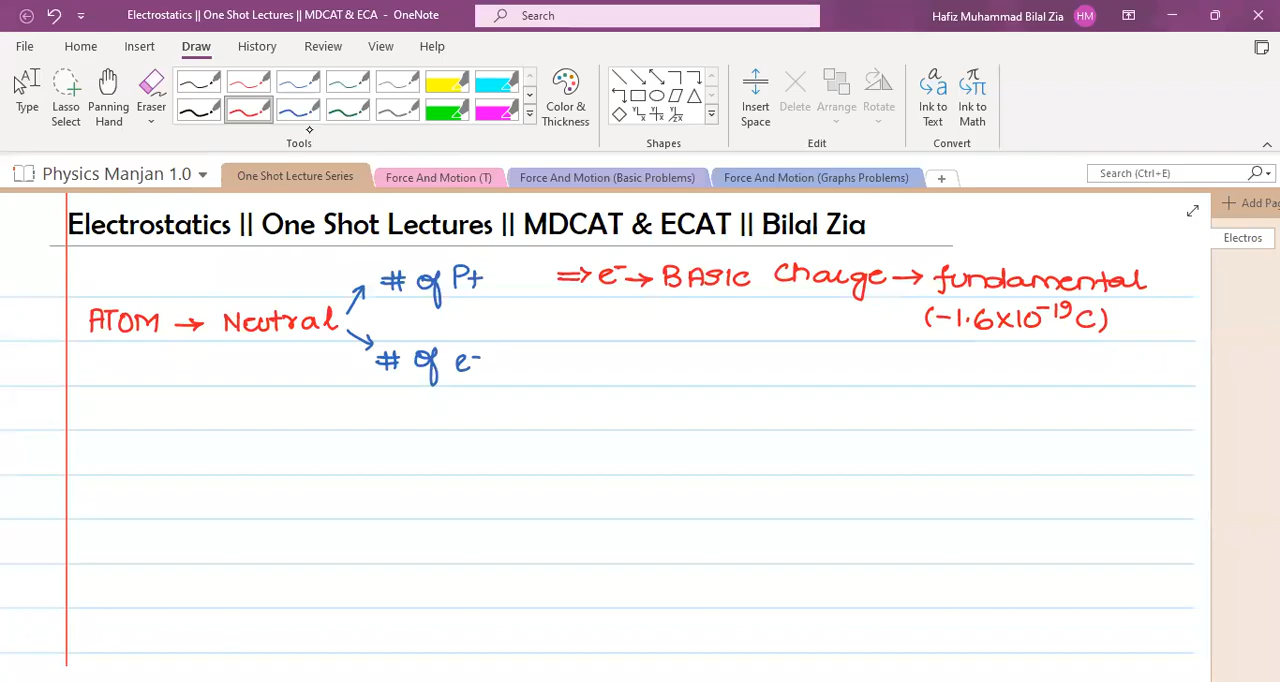 Electrostatics || One Shot Lectures || MDCAT & ECA - OneNote
Search
Hafiz Muhammad Bilal Zia
HM
File
Home
Insert
Draw
History
Review
View
Help
Type
Lasso Select
Panning Hand
Eraser
Color & Thickness
Insert Space
Delete
Arrange
Rotate
Ink to Text
Ink to Math
Tools
Shapes
Edit
Convert
Physics Manjan 1.0
One Shot Lecture Series
Force And Motion (T)
Force And Motion (Basic Problems)
Force And Motion (Graphs Problems)
Search (Ctrl+E)
Add Pag
Electros
Electrostatics || One Shot Lectures || MDCAT & ECAT || Bilal Zia
# of P+
⇒ e⁻ → BASIC Charge → fundamental
(-1.6×10⁻¹⁹C)
ATOM → Neutral
# of e⁻